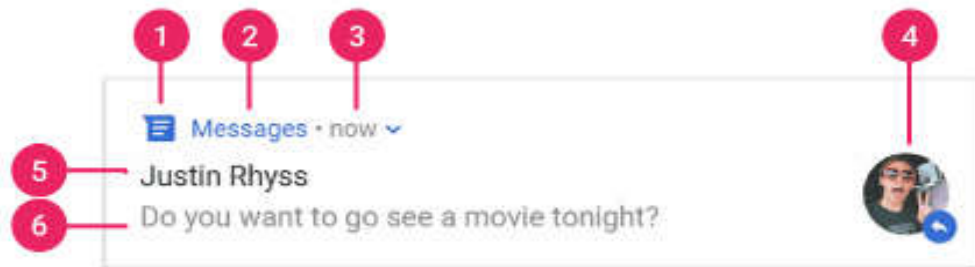 1 2 3 4
Messages • now
5 Justin Rhyss
6 Do you want to go see a movie tonight?